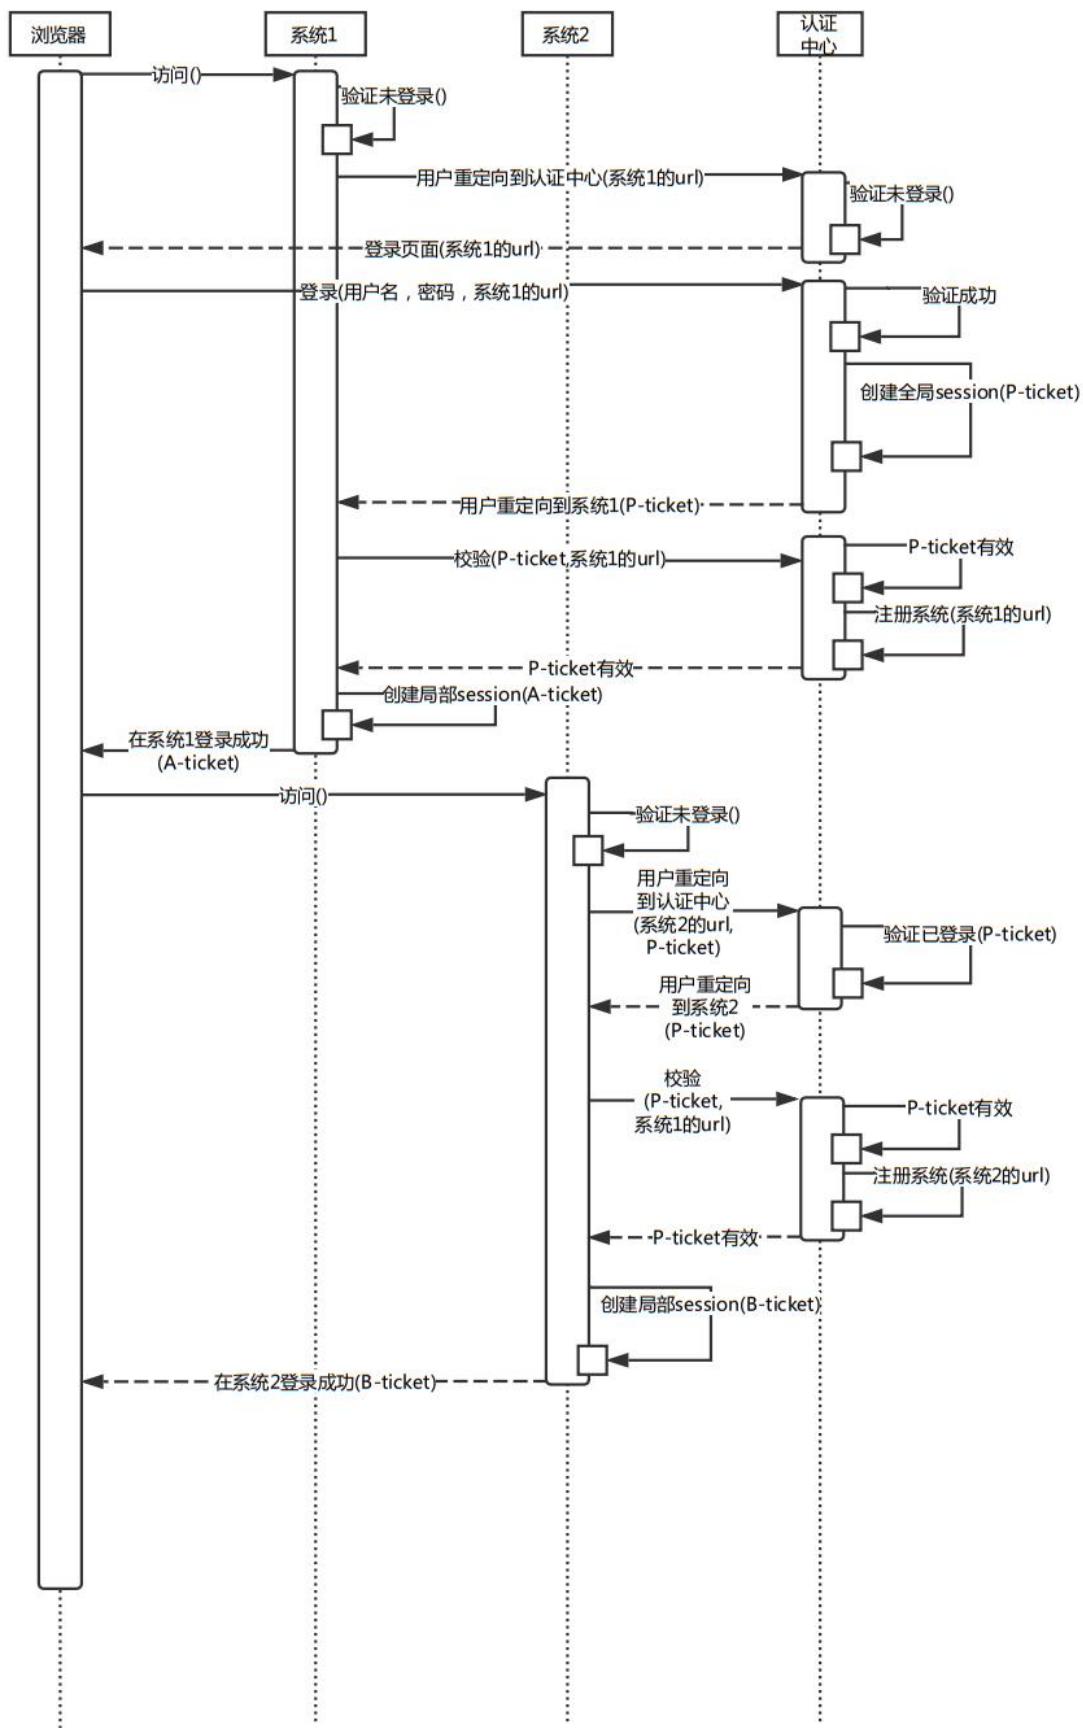 浏览器
系统1
系统2
认证
中心
访问()
验证未登录()
用户重定向到认证中心(系统1的url)
验证未登录()
登录页面(系统1的url)
登录(用户名，密码，系统1的url)
验证成功
创建全局session(P-ticket)
用户重定向到系统1(P-ticket)
校验(P-ticket,系统1的url)
P-ticket有效
注册系统(系统1的url)
P-ticket有效
创建局部session(A-ticket)
在系统1登录成功
(A-ticket)
访问()
验证未登录()
用户重定向
到认证中心
(系统2的url,
P-ticket)
验证已登录(P-ticket)
用户重定向
到系统2
(P-ticket)
校验
(P-ticket,
系统1的url)
P-ticket有效
注册系统(系统2的url)
P-ticket有效
创建局部session(B-ticket)
在系统2登录成功(B-ticket)